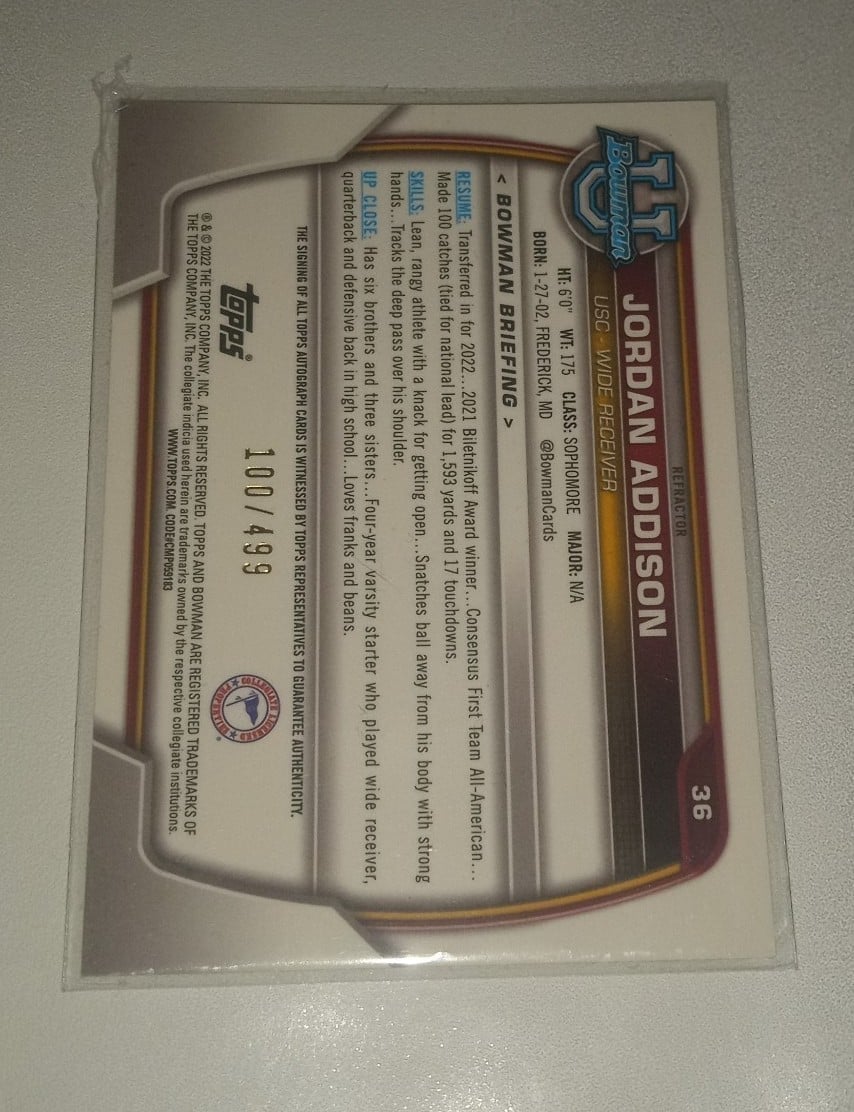 REFRACTOR
36
U
Bowman
JORDAN ADDISON
USC - WIDE RECEIVER
HT: 6'0" WT: 175 CLASS: SOPHOMORE MAJOR: N/A
BORN: 1-27-02, FREDERICK, MD @BowmanCards
< BOWMAN BRIEFING >
RESUME: Transferred in for 2022...2021 Biletnikoff Award winner...Consensus First Team All-American...
Made 100 catches (tied for national lead) for 1,593 yards and 17 touchdowns.
SKILLS: Lean, rangy athlete with a knack for getting open...Snatches ball away from his body with strong
hands...Tracks the deep pass over his shoulder.
UP CLOSE: Has six brothers and three sisters...Four-year varsity starter who played wide receiver,
quarterback and defensive back in high school...Loves franks and beans.
THE SIGNING OF ALL TOPPS AUTOGRAPH CARDS IS WITNESSED BY TOPPS REPRESENTATIVES TO GUARANTEE AUTHENTICITY.
topps®
100/499
COLLEGIATE LICENSED
® & © 2022 THE TOPPS COMPANY, INC. ALL RIGHTS RESERVED. TOPPS AND BOWMAN ARE REGISTERED TRADEMARKS OF
THE TOPPS COMPANY, INC. The collegiate indicia used herein are trademarks owned by the respective collegiate institutions.
WWW.TOPPS.COM. CODE#CMP059183